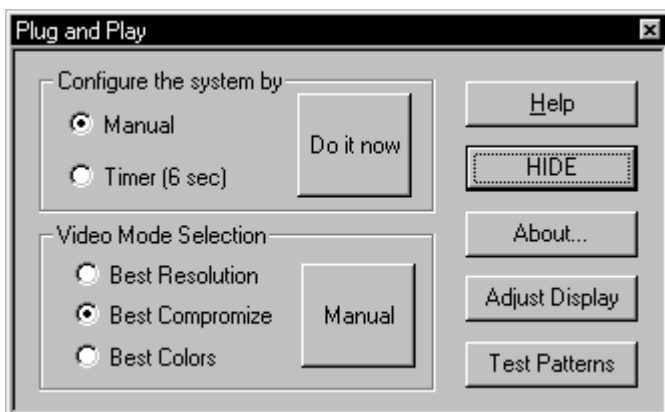 Plug and Play
Configure the system by
Manual
Timer (6 sec)
Do it now
Video Mode Selection
Best Resolution
Best Compromize
Best Colors
Manual
Help
HIDE
About...
Adjust Display
Test Patterns